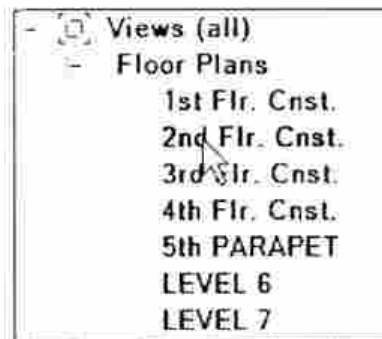 Views (all)
Floor Plans
1st Flr. Cnst.
2nd Flr. Cnst.
3rd Flr. Cnst.
4th Flr. Cnst.
5th PARAPET
LEVEL 6
LEVEL 7